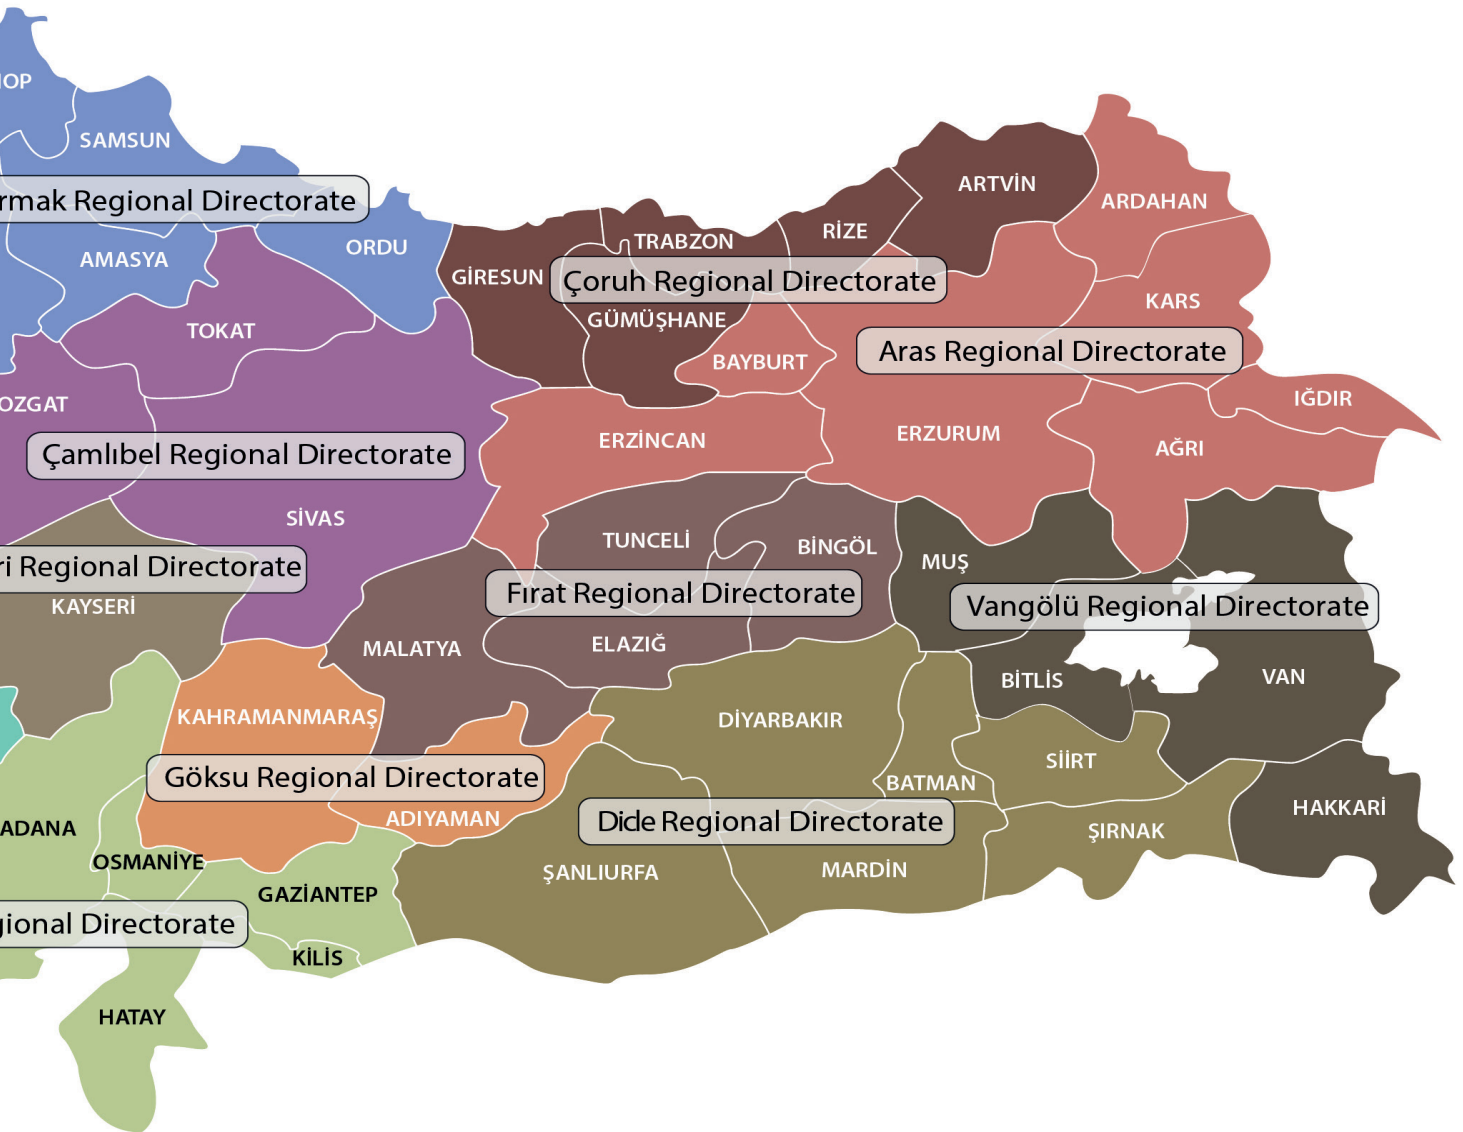 IOP
SAMSUN
ARTVİN
ARDAHAN
rmak Regional Directorate
RİZE
TRABZON
ORDU
AMASYA
GİRESUN
Çoruh Regional Directorate
KARS
GÜMÜŞHANE
TOKAT
Aras Regional Directorate
BAYBURT
IĞDIR
OZGAT
ERZURUM
ERZİNCAN
AĞRI
Çamlıbel Regional Directorate
SİVAS
TUNCELİ
BİNGÖL
MUŞ
ri Regional Directorate
Fırat Regional Directorate
Vangölü Regional Directorate
KAYSERİ
ELAZIĞ
MALATYA
VAN
BİTLİS
KAHRAMANMARAŞ
DİYARBAKIR
SİİRT
Göksu Regional Directorate
BATMAN
HAKKARİ
ADIYAMAN
Dicle Regional Directorate
ADANA
ŞIRNAK
OSMANİYE
ŞANLIURFA
MARDİN
GAZİANTEP
gional Directorate
KİLİS
HATAY